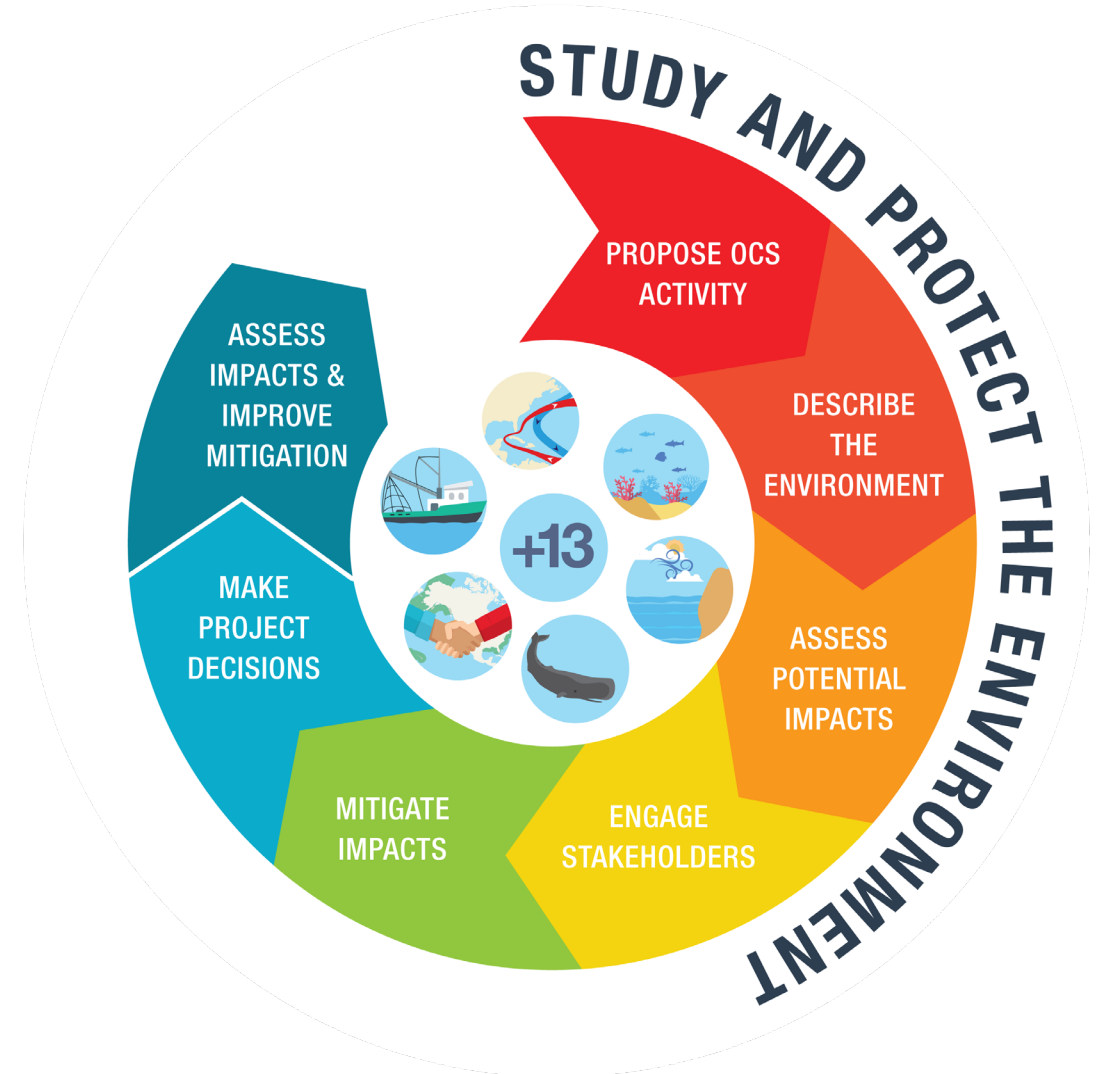 STUDY AND PROTECT THE ENVIRONMENT
PROPOSE OCS
ACTIVITY
DESCRIBE
THE
ENVIRONMENT
ASSESS
POTENTIAL
IMPACTS
ENGAGE
STAKEHOLDERS
MITIGATE
IMPACTS
MAKE
PROJECT
DECISIONS
ASSESS
IMPACTS &
IMPROVE
MITIGATION
+13